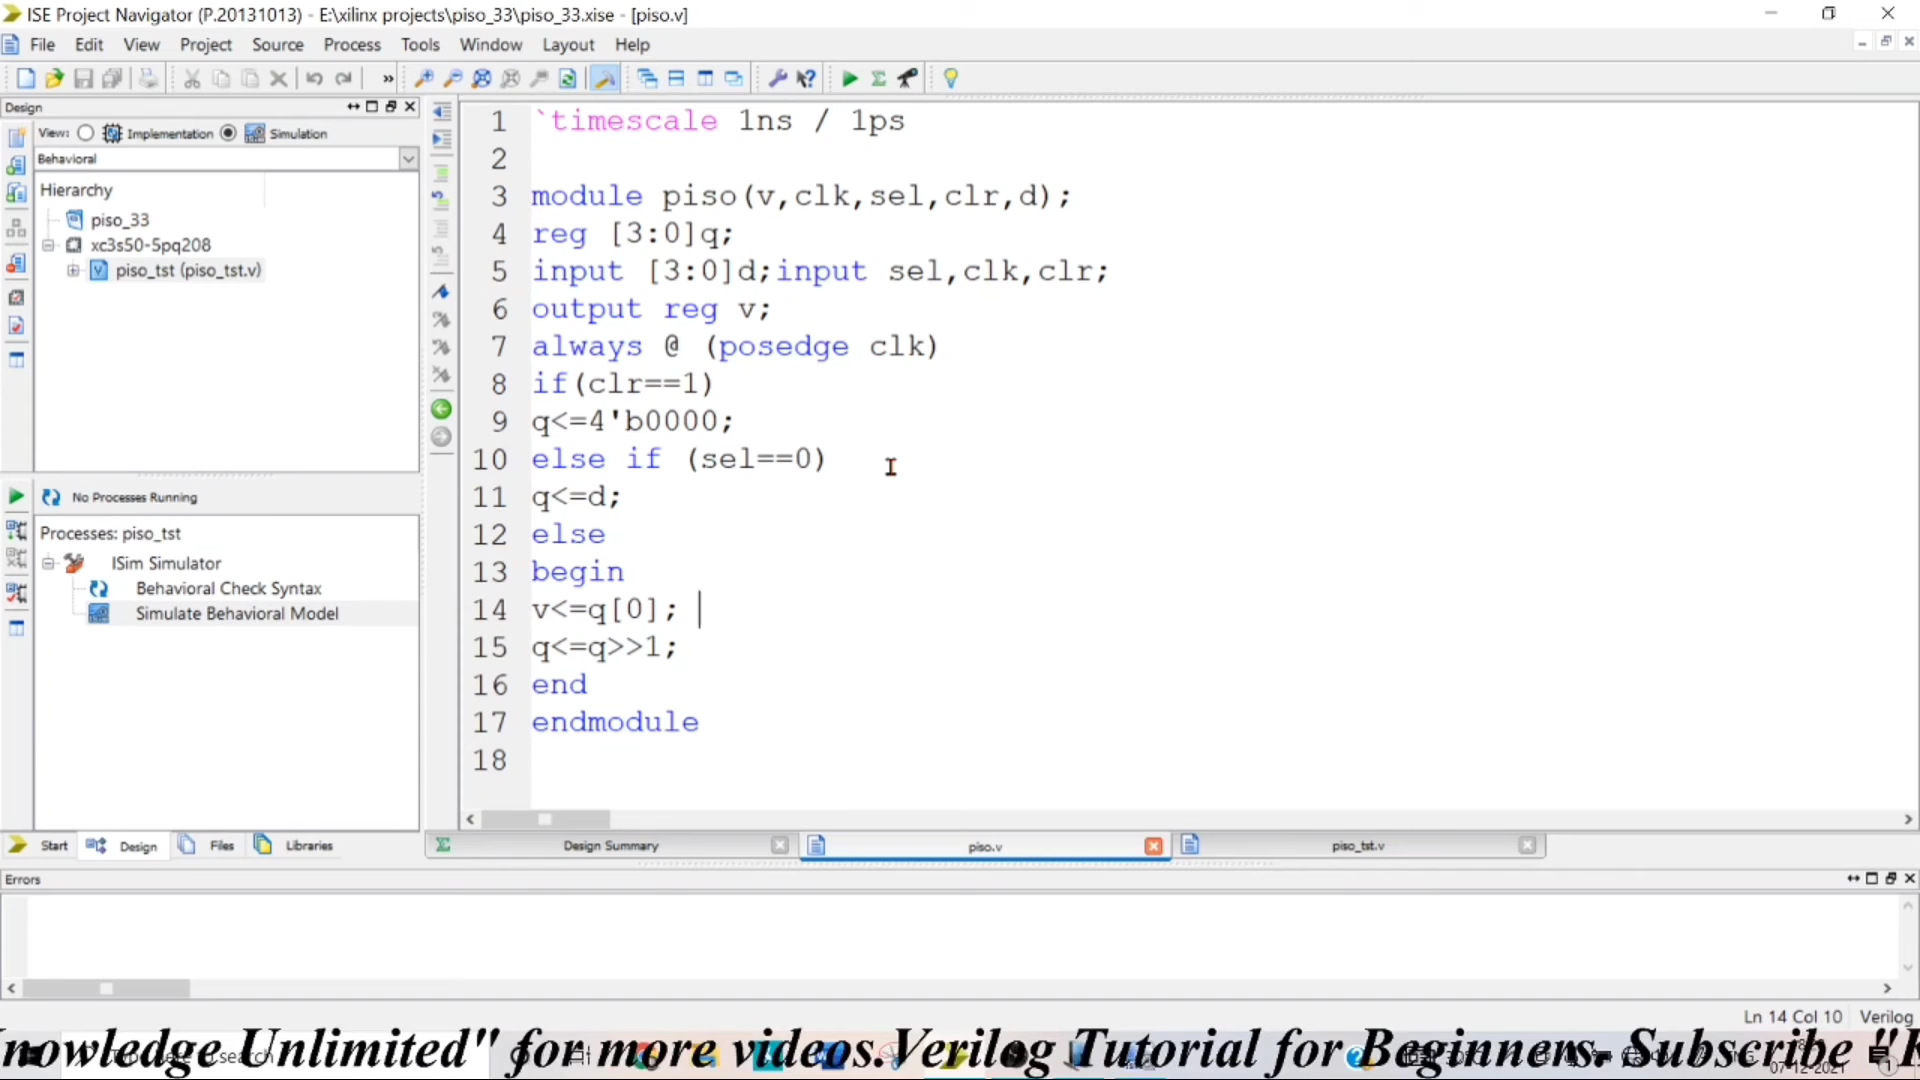 ISE Project Navigator (P.20131013) - E:\xilinx projects\piso_33\piso_33.xise - [piso.v]
File Edit View Project Source Process Tools Window Layout Help
Design
View: Implementation Simulation
Behavioral
Hierarchy
piso_33
xc3s50-5pq208
piso_tst (piso_tst.v)
No Processes Running
Processes: piso_tst
ISim Simulator
Behavioral Check Syntax
Simulate Behavioral Model
Start Design Files Libraries
1 `timescale 1ns / 1ps
2
3 module piso(v,clk,sel,clr,d);
4 reg [3:0]q;
5 input [3:0]d;input sel,clk,clr;
6 output reg v;
7 always @ (posedge clk)
8 if(clr==1)
9 q<=4'b0000;
10 else if (sel==0)
11 q<=d;
12 else
13 begin
14 v<=q[0];
15 q<=q>>1;
16 end
17 endmodule
18
Design Summary piso.v piso_tst.v
Errors
Ln 14 Col 10 Verilog
nowledge Unlimited" for more videos.Verilog Tutorial for Beginners. Subscribe "K
07-12-2021